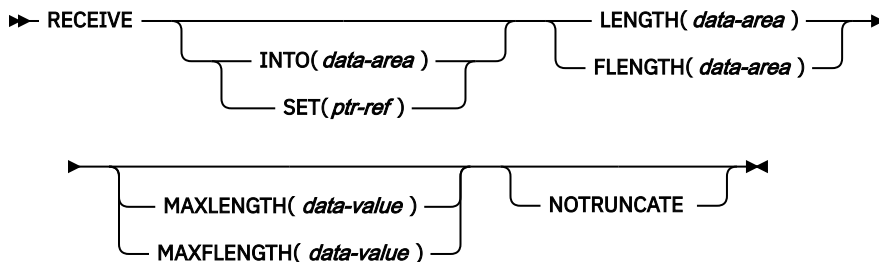 RECEIVE
INTO( data-area )
SET( ptr-ref )
LENGTH( data-area )
FLENGTH( data-area )
MAXLENGTH( data-value )
MAXFLENGTH( data-value )
NOTRUNCATE